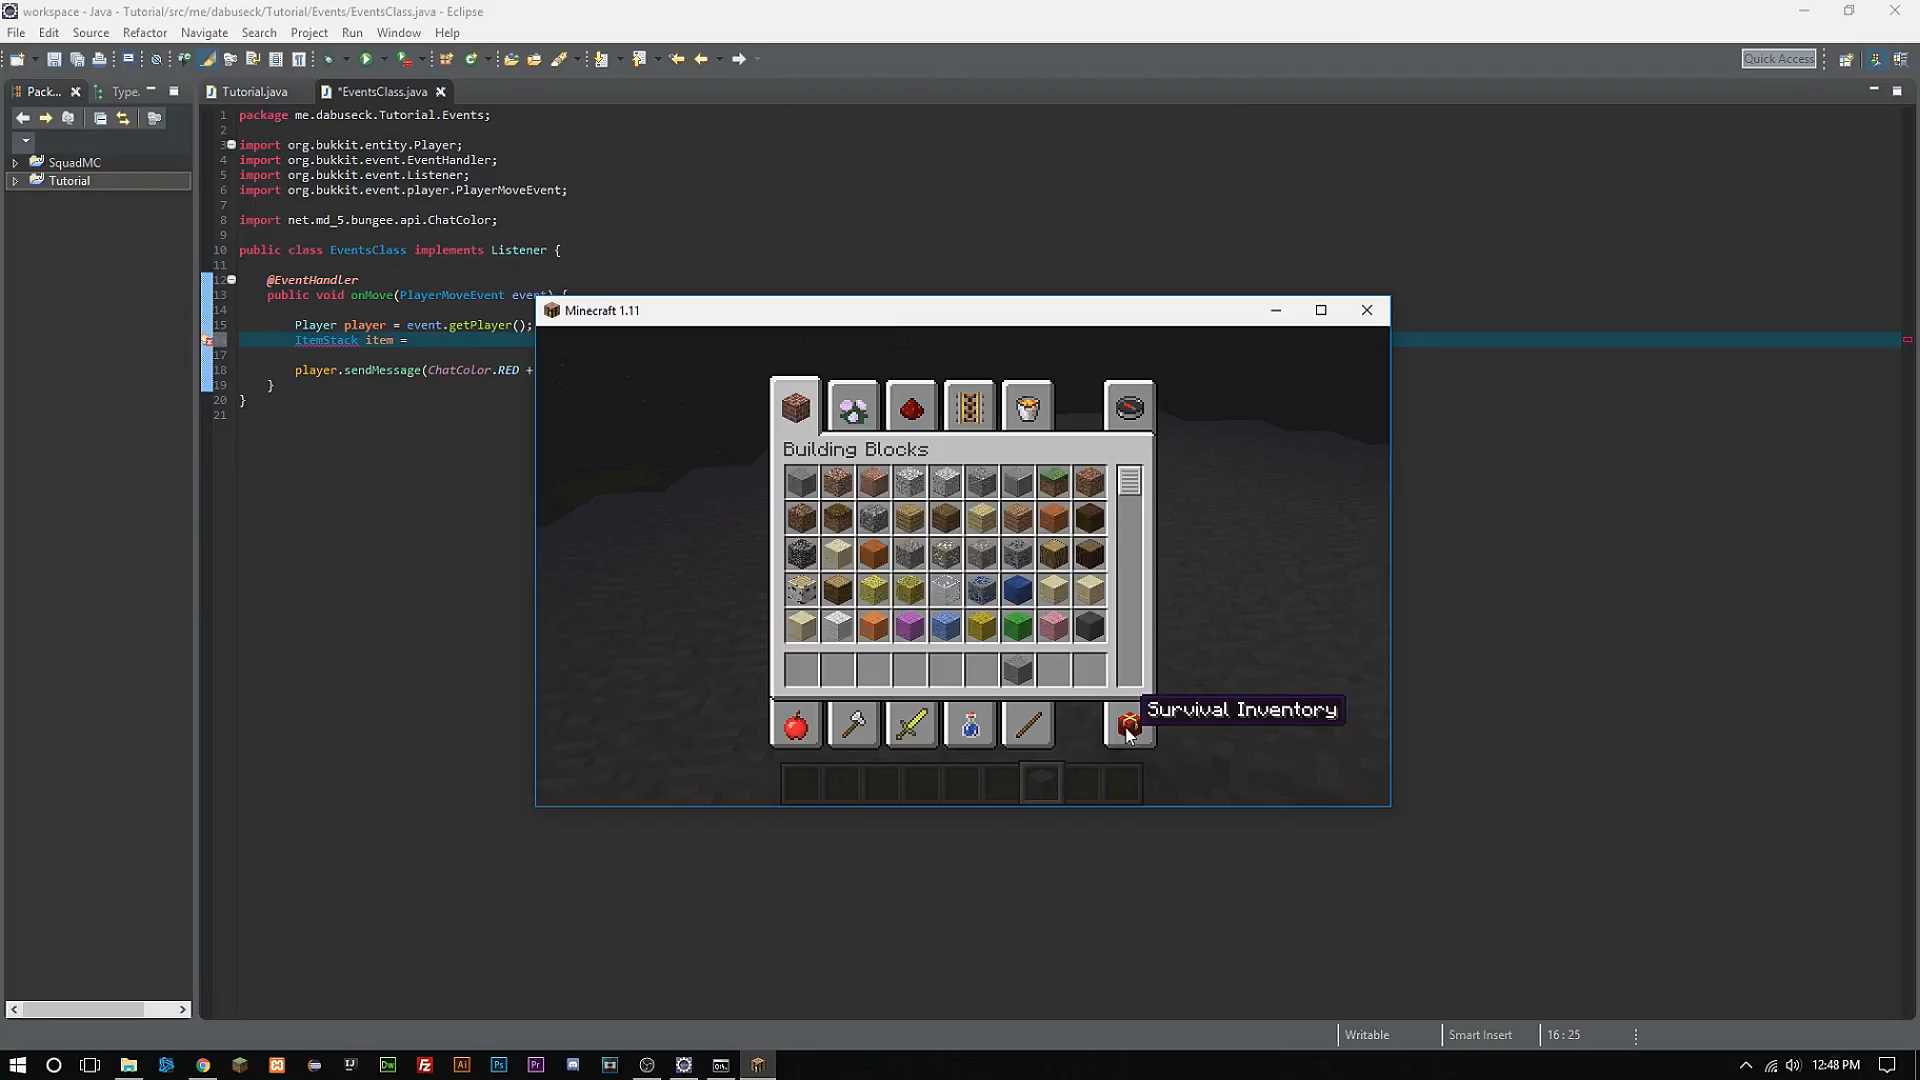 workspace - Java - Tutorial/src/me/dabuseck/Tutorial/Events/EventsClass.java - Eclipse
File Edit Source Refactor Navigate Search Project Run Window Help
Quick Access
Pack... Type. Tutorial.java *EventsClass.java
SquadMC
Tutorial
1 package me.dabuseck.Tutorial.Events;
2
3 import org.bukkit.entity.Player;
4 import org.bukkit.event.EventHandler;
5 import org.bukkit.event.Listener;
6 import org.bukkit.event.player.PlayerMoveEvent;
7
8 import net.md_5.bungee.api.ChatColor;
9
10 public class EventsClass implements Listener {
11
12 @EventHandler
13 public void onMove(PlayerMoveEvent event) {
14
15 Player player = event.getPlayer();
ItemStack item =
17
18 player.sendMessage(ChatColor.RED +
19 }
20 }
21
Minecraft 1.11
Building Blocks
Survival Inventory
Writable Smart Insert 16 : 25
12:48 PM